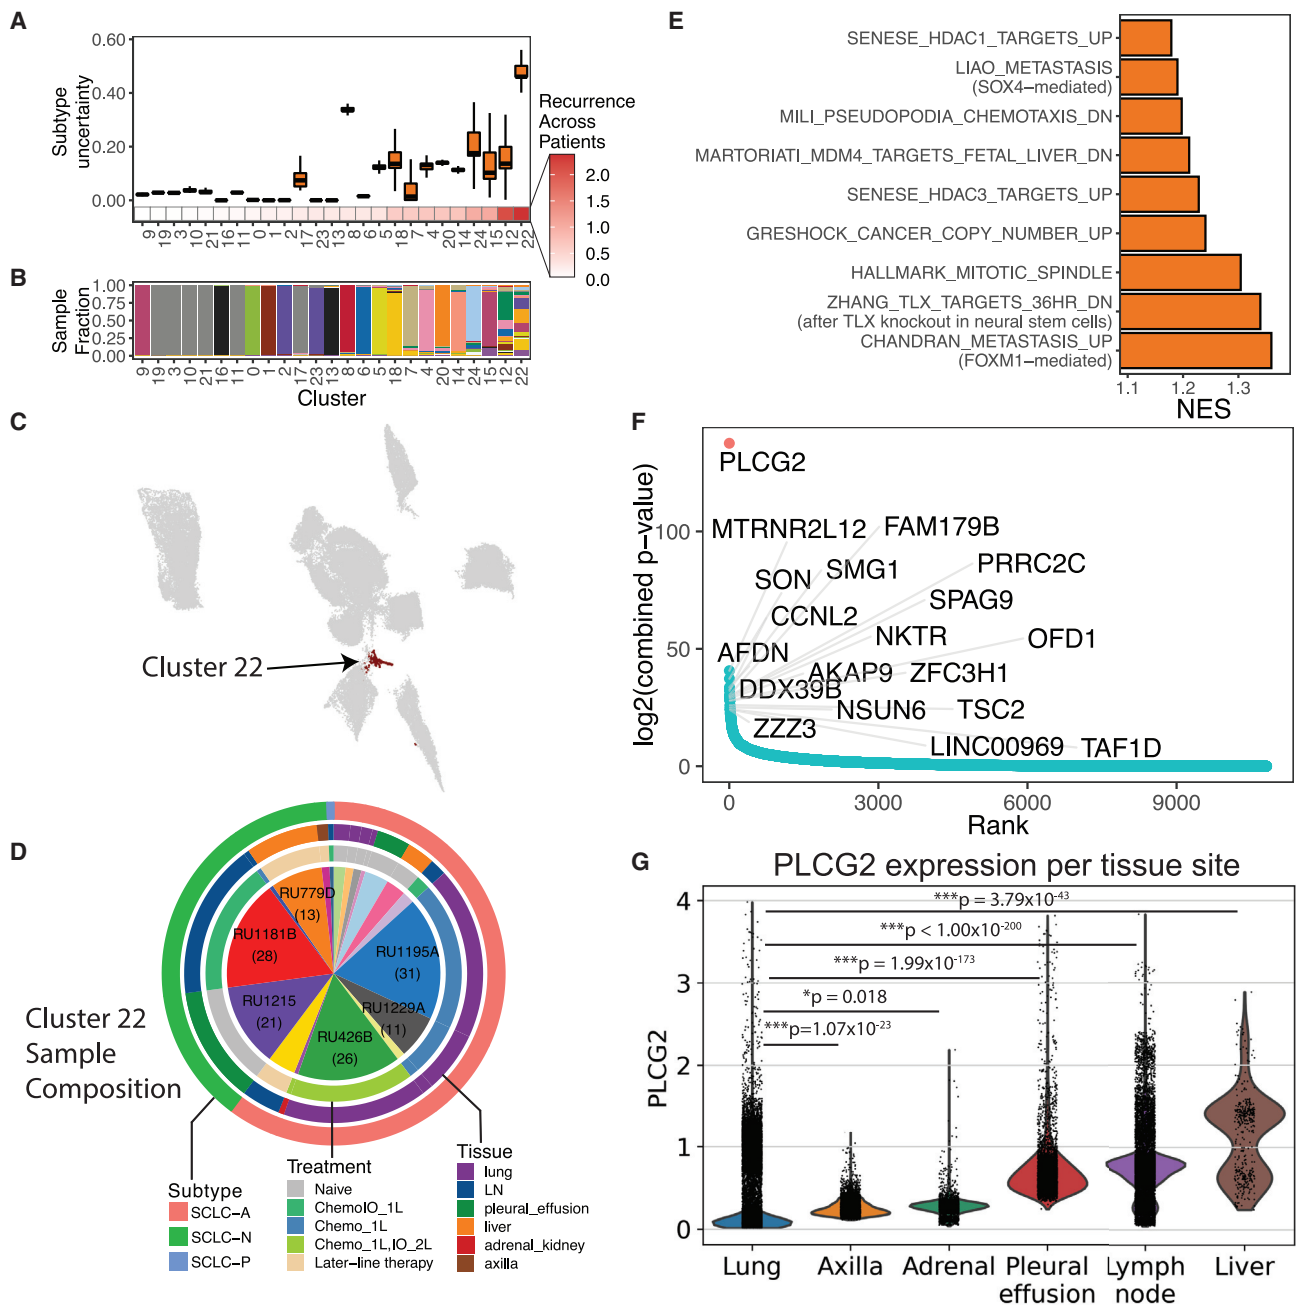 A
0.60
0.40
0.20
0.00
Subtype
uncertainty
Recurrence
Across
Patients
2.0
1.5
1.0
0.5
0.0
9 19 3 10 21 16 11 0 1 2 17 23 13 8 6 5 18 7 4 20 14 24 15 12 22
B
1.00
0.75
0.50
0.25
0.00
Sample
Fraction
9 19 3 10 21 16 11 0 1 2 17 23 13 8 6 5 18 7 4 20 14 24 15 12 22
Cluster
C
Cluster 22
D
RU779D
(13)
RU1181B
(28)
RU1195A
(31)
RU1215
(21)
RU1229A
(11)
RU426B
(26)
Cluster 22
Sample
Composition
Subtype
SCLC-A
SCLC-N
SCLC-P
Treatment
Naive
ChemoIO_1L
Chemo_1L
Chemo_1L,IO_2L
Later-line therapy
Tissue
lung
LN
pleural_effusion
liver
adrenal_kidney
axilla
E
SENESE_HDAC1_TARGETS_UP
LIAO_METASTASIS
(SOX4−mediated)
MILI_PSEUDOPODIA_CHEMOTAXIS_DN
MARTORIATI_MDM4_TARGETS_FETAL_LIVER_DN
SENESE_HDAC3_TARGETS_UP
GRESHOCK_CANCER_COPY_NUMBER_UP
HALLMARK_MITOTIC_SPINDLE
ZHANG_TLX_TARGETS_36HR_DN
(after TLX knockout in neural stem cells)
CHANDRAN_METASTASIS_UP
(FOXM1−mediated)
1.1 1.2 1.3
NES
F
log2(combined p−value)
100
50
0
PLCG2
MTRNR2L12 FAM179B
PRRC2C
SON SMG1
SPAG9
CCNL2
NKTR OFD1
AFDN
AKAP9 ZFC3H1
DDX39B
NSUN6 TSC2
ZZZ3
LINC00969 TAF1D
0 3000 6000 9000
Rank
G
PLCG2 expression per tissue site
PLCG2
4
3
2
1
0
***p = 3.79x10-43
***p < 1.00x10-200
***p = 1.99x10-173
*p = 0.018
***p=1.07x10-23
Lung Axilla Adrenal Pleural effusion Lymph node Liver